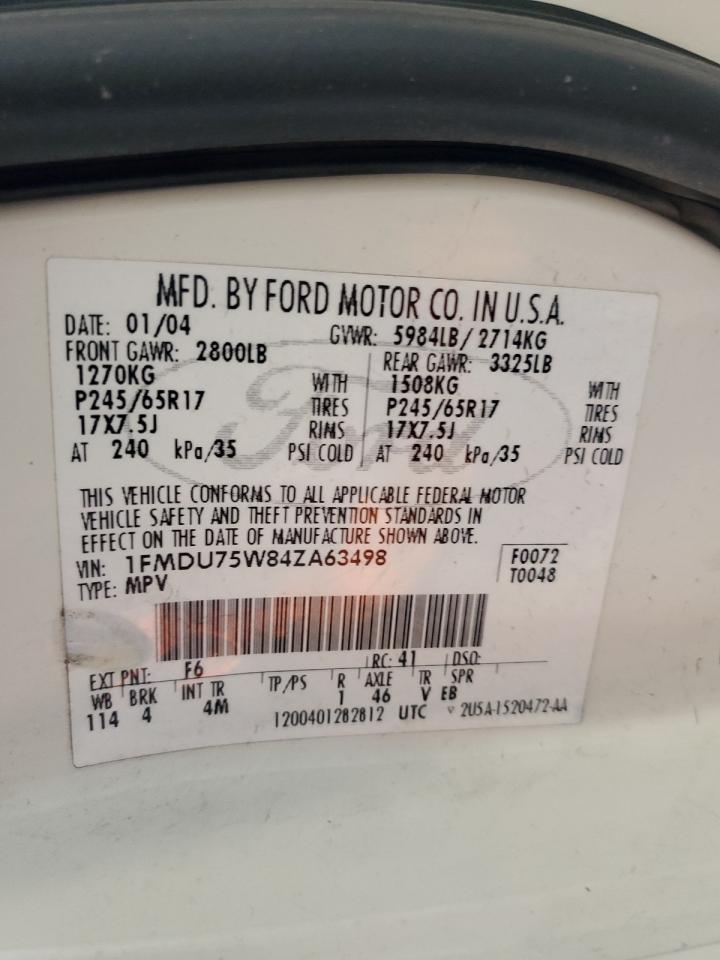 MFD. BY FORD MOTOR CO. IN U.S.A.
DATE: 01/04 GVWR: 5984LB/ 2714KG
FRONT GAWR: 2800LB REAR GAWR: 3325LB
1270KG WITH 1508KG WITH
P245/65R17 TIRES P245/65R17 TIRES
17X7.5J RIMS 17X7.5J RIMS
AT 240 kPa/35 PSI COLD AT 240 kPa/35 PSI COLD
Ford
THIS VEHICLE CONFORMS TO ALL APPLICABLE FEDERAL MOTOR
VEHICLE SAFETY AND THEFT PREVENTION STANDARDS IN
EFFECT ON THE DATE OF MANUFACTURE SHOWN ABOVE.
VIN: 1FMDU75W84ZA63498 F0072
TYPE: MPV T0048
EXT PNT: F6 RC: 41 DSO:
WB BRK INT TR TP/PS R AXLE TR SPR
114 4 4M 1 46 V EB
1200401282812 UTC ▽ 2U5A-1520472-AA